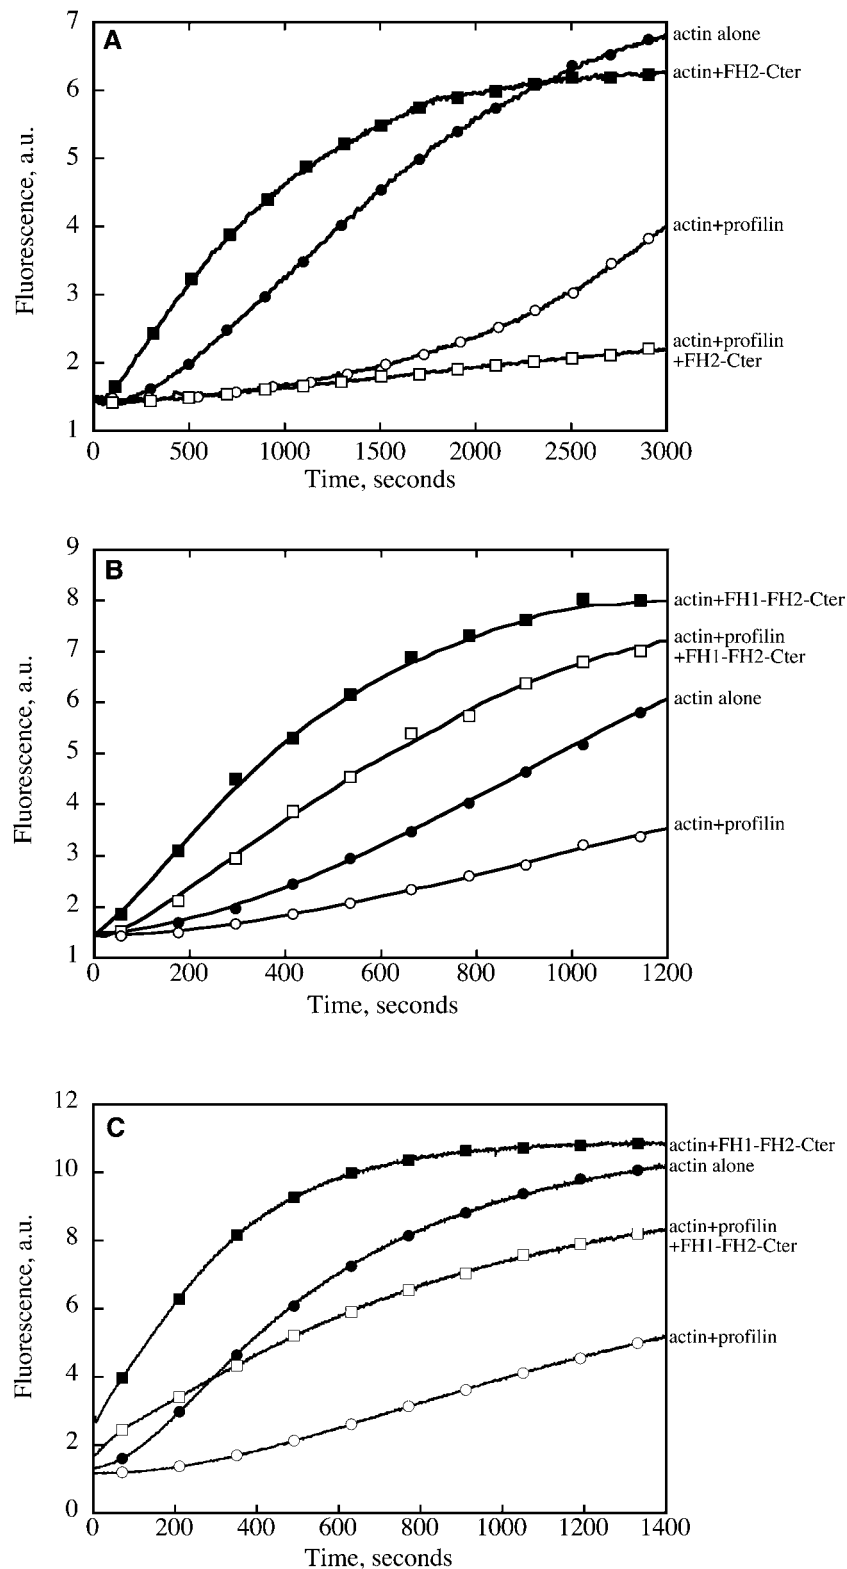 A
7
6
5
4
3
2
1
Fluorescence, a.u.
0 500 1000 1500 2000 2500 3000
Time, seconds
actin alone
actin+FH2-Cter
actin+profilin
actin+profilin
+FH2-Cter
B
9
8
7
6
5
4
3
2
1
Fluorescence, a.u.
0 200 400 600 800 1000 1200
Time, seconds
actin+FH1-FH2-Cter
actin+profilin
+FH1-FH2-Cter
actin alone
actin+profilin
C
12
10
8
6
4
2
0
Fluorescence, a.u.
0 200 400 600 800 1000 1200 1400
Time, seconds
actin+FH1-FH2-Cter
actin alone
actin+profilin
+FH1-FH2-Cter
actin+profilin